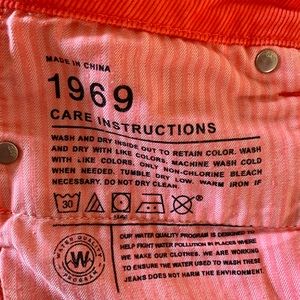 MADE IN CHINA
1969
CARE INSTRUCTIONS
WASH AND DRY INSIDE OUT TO RETAIN COLOR. WASH
AND DRY WITH LIKE COLORS. MACHINE WASH COLD
WITH LIKE COLORS. ONLY NON-CHLORINE BLEACH
WHEN NEEDED. TUMBLE DRY LOW. WARM IRON IF
NECESSARY. DO NOT DRY CLEAN.
30
WATER QUALITY
W
PROGRAM
OUR WATER QUALITY PROGRAM IS DESIGNED TO
HELP FIGHT WATER POLLUTION IN PLACES WHERE
WE MAKE OUR CLOTHES. WE ARE WORKING
TO ENSURE THE WATER USED TO WASH THESE
JEANS DOES NOT HARM THE ENVIRONMENT.